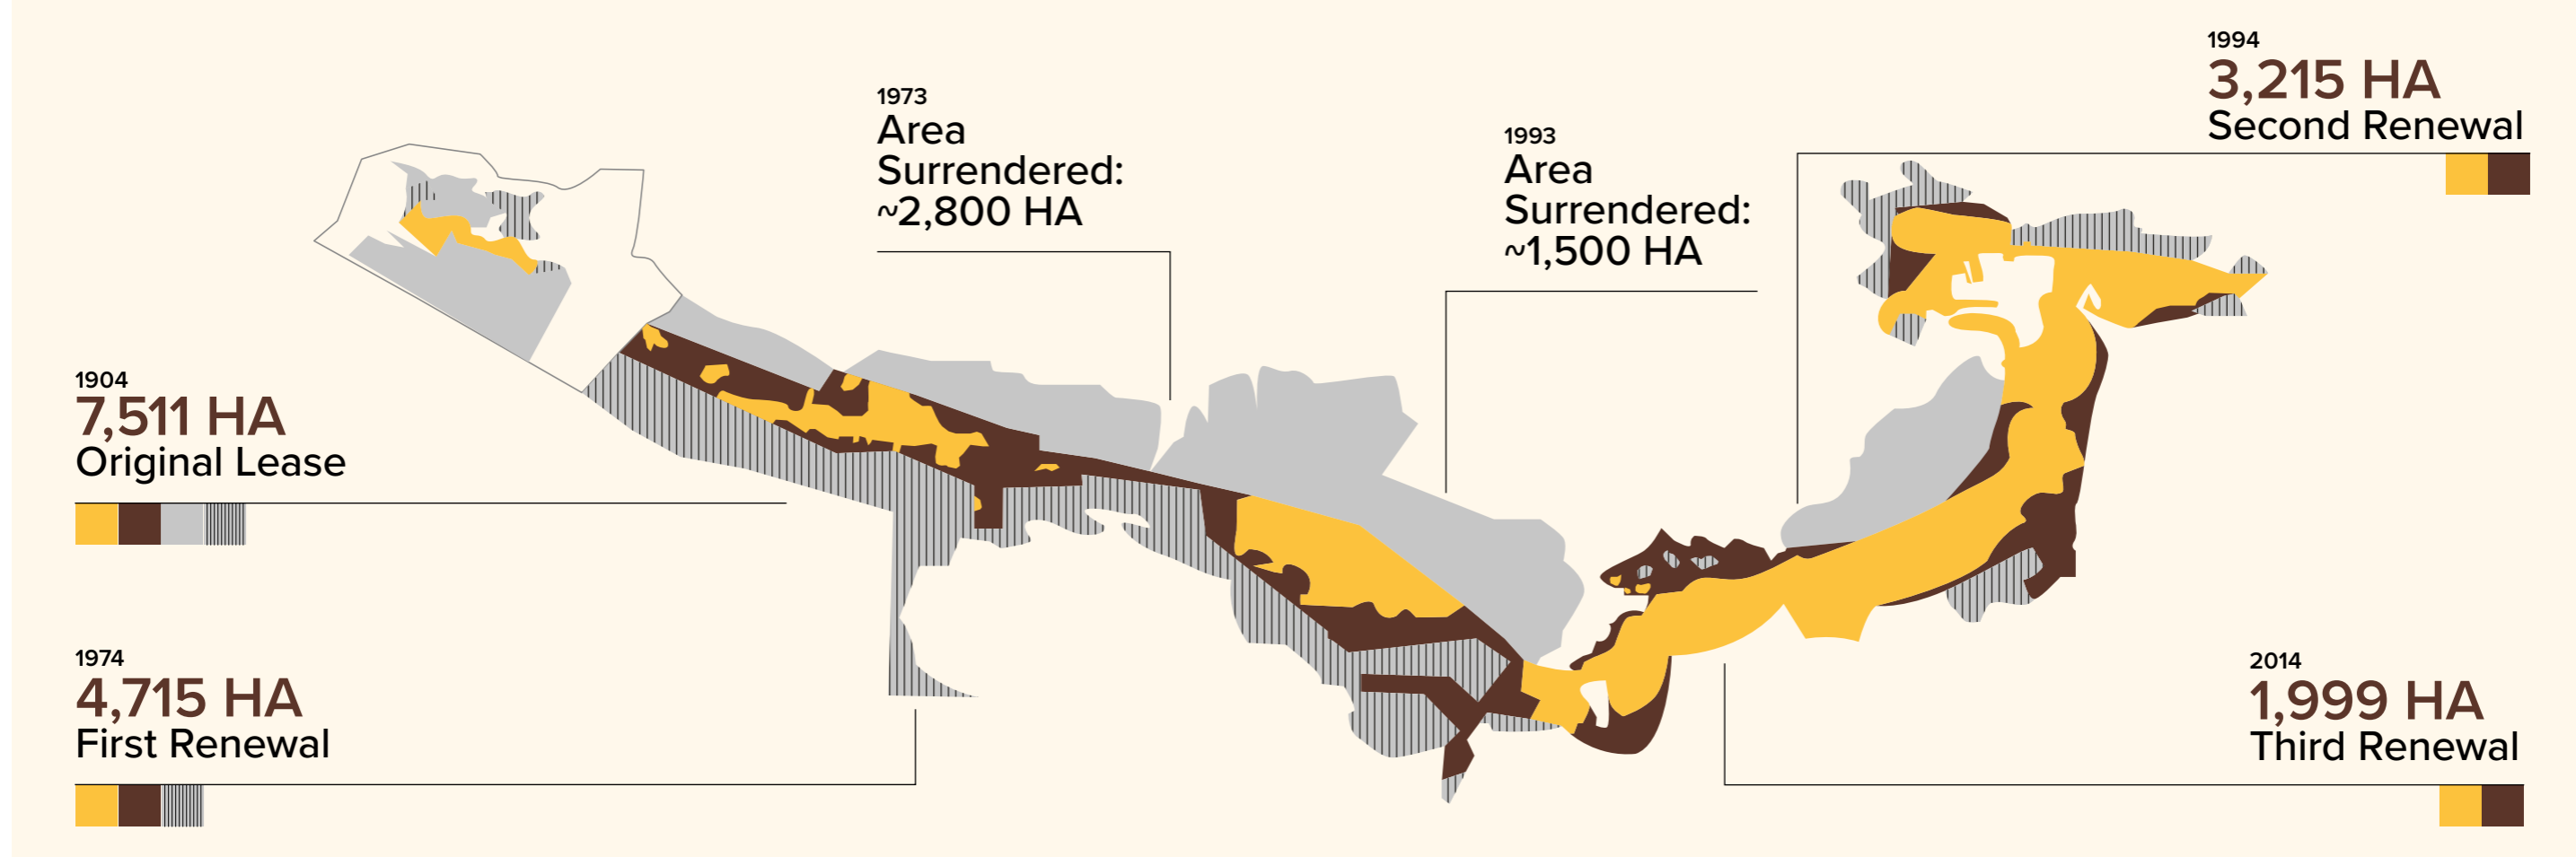 1904
7,511 HA
Original Lease
1974
4,715 HA
First Renewal
1973
Area
Surrendered:
~2,800 HA
1993
Area
Surrendered:
~1,500 HA
1994
3,215 HA
Second Renewal
2014
1,999 HA
Third Renewal